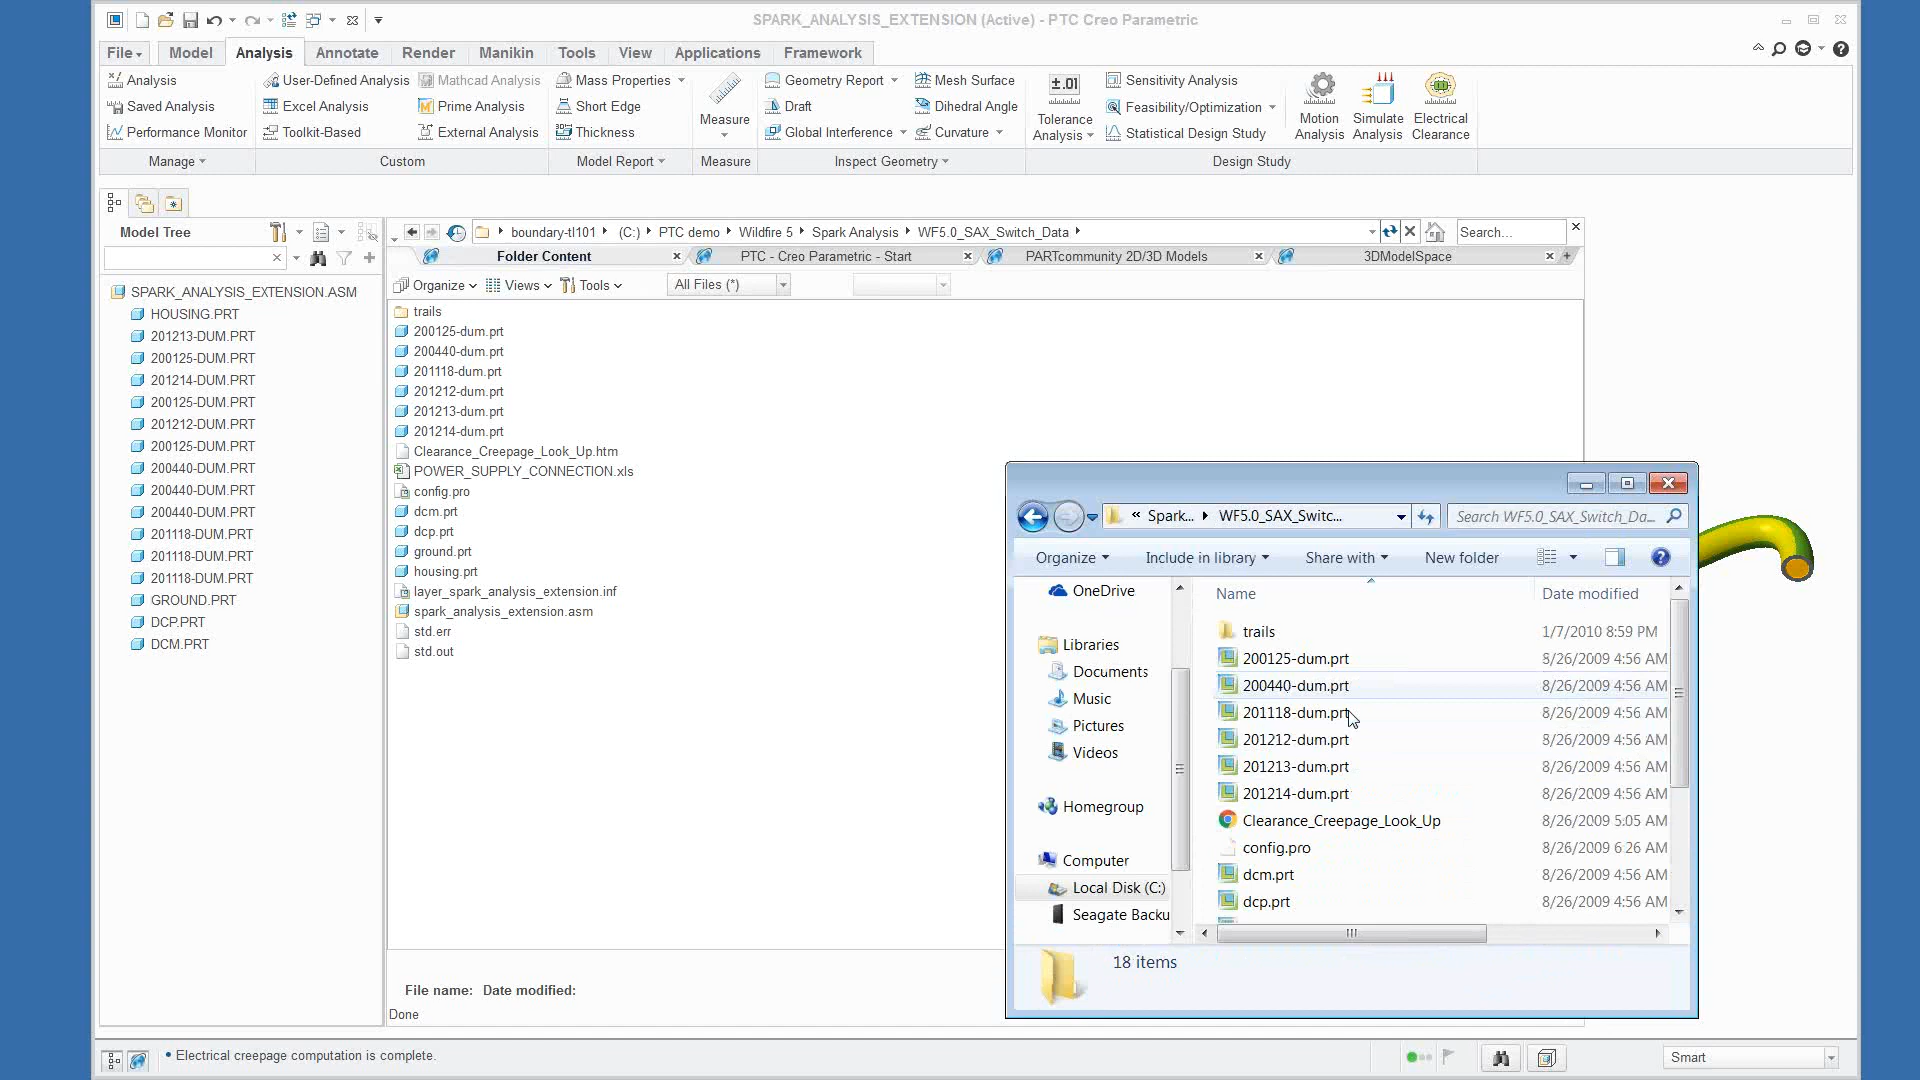 SPARK_ANALYSIS_EXTENSION (Active) - PTC Creo Parametric
File Model Analysis Annotate Render Manikin Tools View Applications Framework
Analysis
Saved Analysis
Performance Monitor
Manage
User-Defined Analysis Mathcad Analysis
Excel Analysis Prime Analysis
Toolkit-Based External Analysis
Custom
Mass Properties
Short Edge
Thickness
Model Report
Measure
Measure
Geometry Report Mesh Surface
Draft Dihedral Angle
Global Interference Curvature
Inspect Geometry
±.01
Tolerance
Analysis
Sensitivity Analysis
Feasibility/Optimization
Statistical Design Study
Motion
Analysis
Simulate
Analysis
Electrical
Clearance
Design Study
Model Tree
SPARK_ANALYSIS_EXTENSION.ASM
HOUSING.PRT
201213-DUM.PRT
200125-DUM.PRT
201214-DUM.PRT
200125-DUM.PRT
201212-DUM.PRT
200125-DUM.PRT
200440-DUM.PRT
200440-DUM.PRT
200440-DUM.PRT
201118-DUM.PRT
201118-DUM.PRT
201118-DUM.PRT
GROUND.PRT
DCP.PRT
DCM.PRT
boundary-tl101 (C:) PTC demo Wildfire 5 Spark Analysis WF5.0_SAX_Switch_Data Search...
Folder Content PTC - Creo Parametric - Start PARTcommunity 2D/3D Models 3DModelSpace
Organize Views Tools All Files (*)
trails
200125-dum.prt
200440-dum.prt
201118-dum.prt
201212-dum.prt
201213-dum.prt
201214-dum.prt
Clearance_Creepage_Look_Up.htm
POWER_SUPPLY_CONNECTION.xls
config.pro
dcm.prt
dcp.prt
ground.prt
housing.prt
layer_spark_analysis_extension.inf
spark_analysis_extension.asm
std.err
std.out
File name: Date modified:
Done
« Spark... WF5.0_SAX_Switc... Search WF5.0_SAX_Switch_Da...
Organize Include in library Share with New folder
OneDrive
Libraries
Documents
Music
Pictures
Videos
Homegroup
Computer
Local Disk (C:)
Seagate Backu
Name Date modified
trails 1/7/2010 8:59 PM
200125-dum.prt 8/26/2009 4:56 AM
200440-dum.prt 8/26/2009 4:56 AM
201118-dum.prt 8/26/2009 4:56 AM
201212-dum.prt 8/26/2009 4:56 AM
201213-dum.prt 8/26/2009 4:56 AM
201214-dum.prt 8/26/2009 4:56 AM
Clearance_Creepage_Look_Up 8/26/2009 5:05 AM
config.pro 8/26/2009 6:26 AM
dcm.prt 8/26/2009 4:56 AM
dcp.prt 8/26/2009 4:56 AM
18 items
• Electrical creepage computation is complete.
Smart